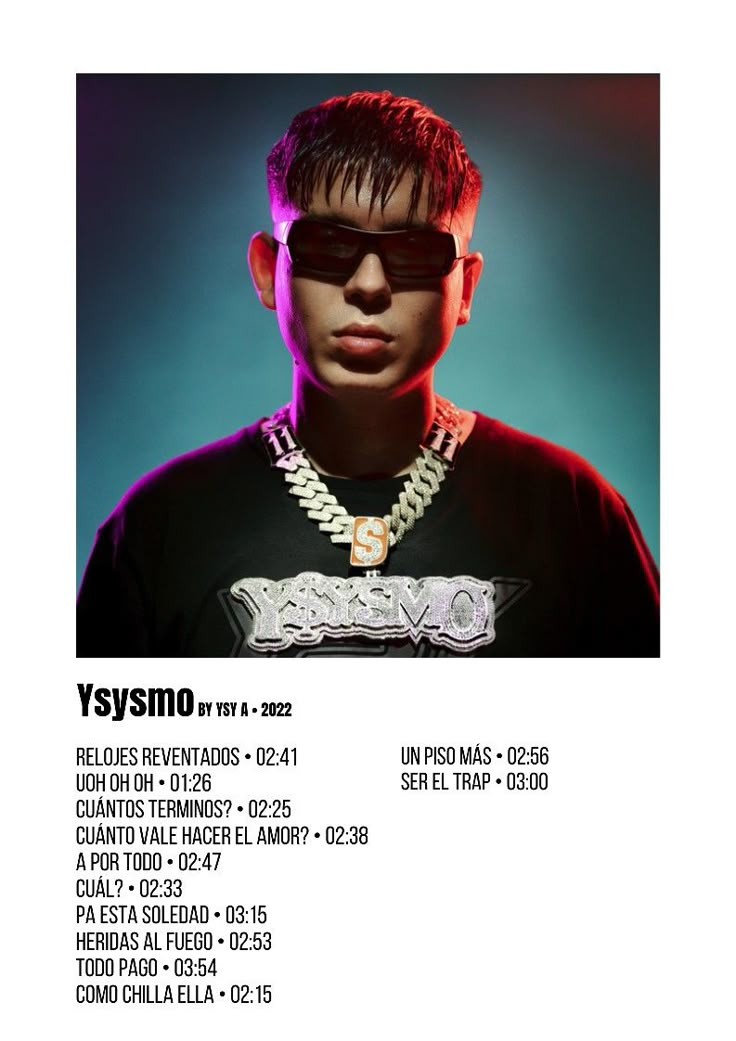 11
11
S
Y$Y$MO
Ysysmo BY YSY A • 2022
RELOJES REVENTADOS • 02:41
UOH OH OH • 01:26
CUÁNTOS TERMINOS? • 02:25
CUÁNTO VALE HACER EL AMOR? • 02:38
A POR TODO • 02:47
CUÁL? • 02:33
PA ESTA SOLEDAD • 03:15
HERIDAS AL FUEGO • 02:53
TODO PAGO • 03:54
COMO CHILLA ELLA • 02:15
UN PISO MÁS • 02:56
SER EL TRAP • 03:00